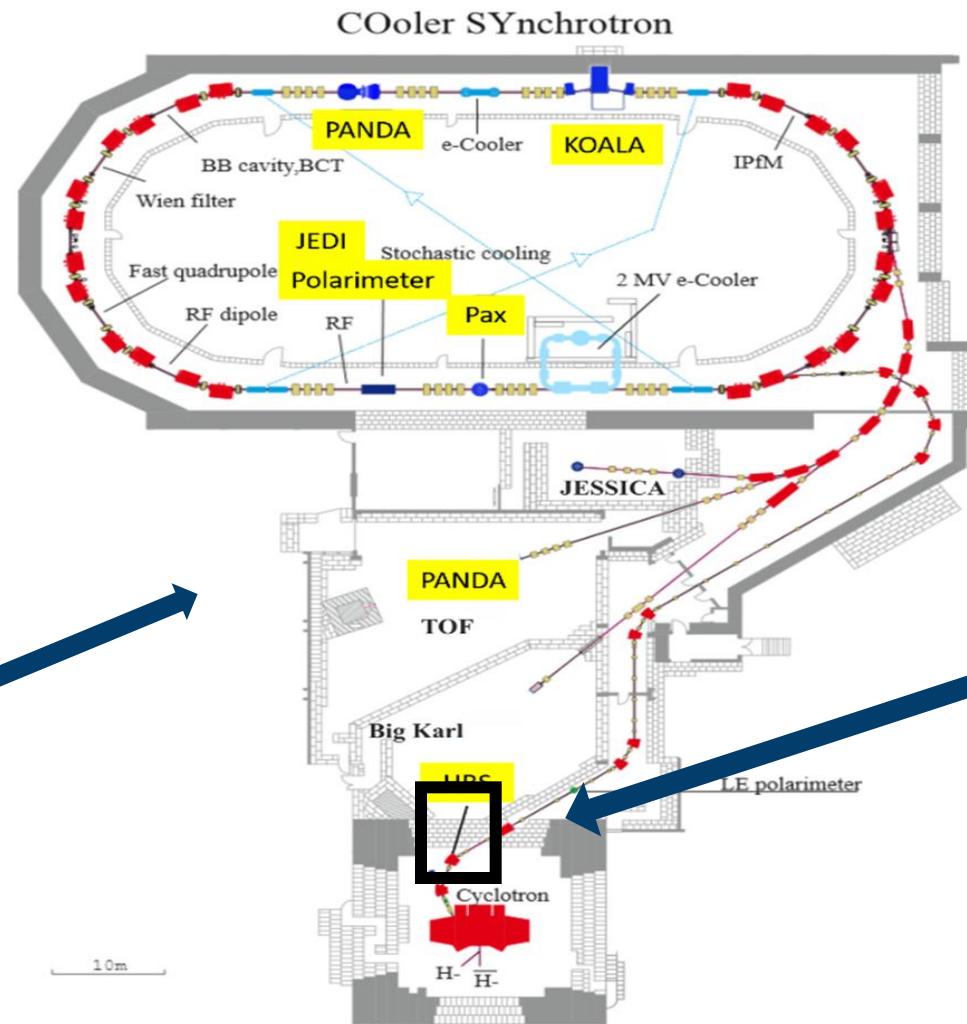 COoler SYnchrotron
PANDA
e-Cooler
KOALA
BB cavity,BCT
IPfM
Wien filter
JEDI
Polarimeter
Stochastic cooling
Fast quadrupole
2 MV e-Cooler
RF dipole
RF
Pax
JESSICA
PANDA
TOF
Big Karl
LE polarimeter
Cyclotron
10m
H-
H-